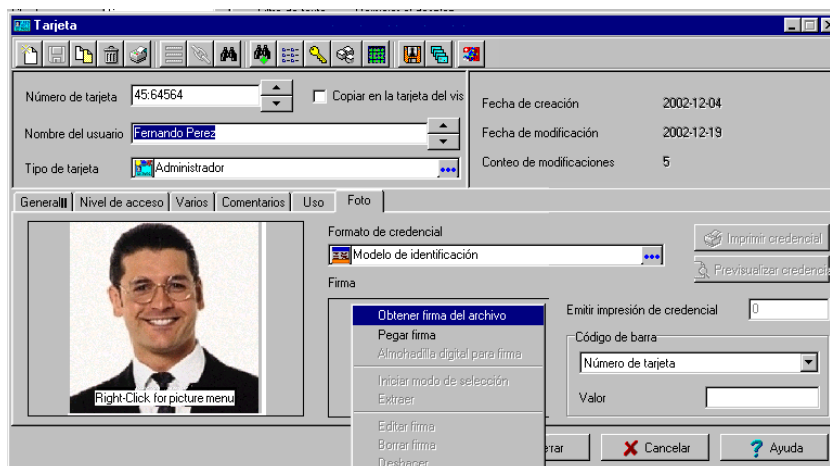 Tarjeta
Número de tarjeta
45:64564
Copiar en la tarjeta del vis
Fecha de creación
2002-12-04
Nombre del usuario
Fernando Perez
Fecha de modificación
2002-12-19
Tipo de tarjeta
Administrador
Conteo de modificaciones
5
General
Nivel de acceso
Varios
Comentarios
Uso
Foto
Formato de credencial
Modelo de identificación
Imprimir credencial
Previsualizar credencia
Firma
Obtener firma del archivo
Pegar firma
Almohadilla digital para firma
Iniciar modo de selección
Extraer
Editar firma
Borrar firma
Deshacer
Emitir impresión de credencial
0
Código de barra
Número de tarjeta
Valor
Right-Click for picture menu
rar
Cancelar
Ayuda